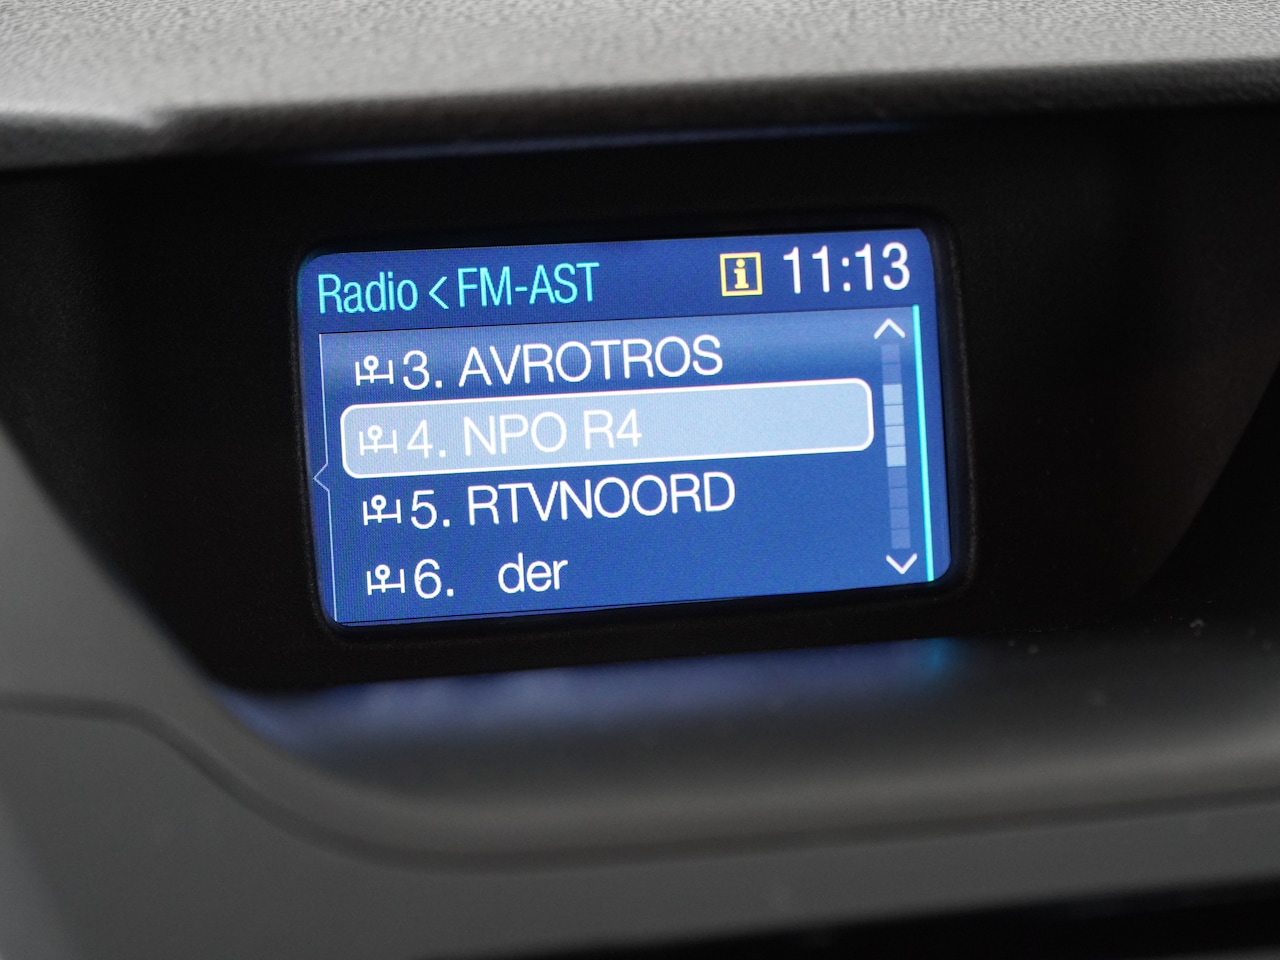 Radio < FM-AST i 11:13
3. AVROTROS
4. NPO R4
5. RTVNOORD
6. der